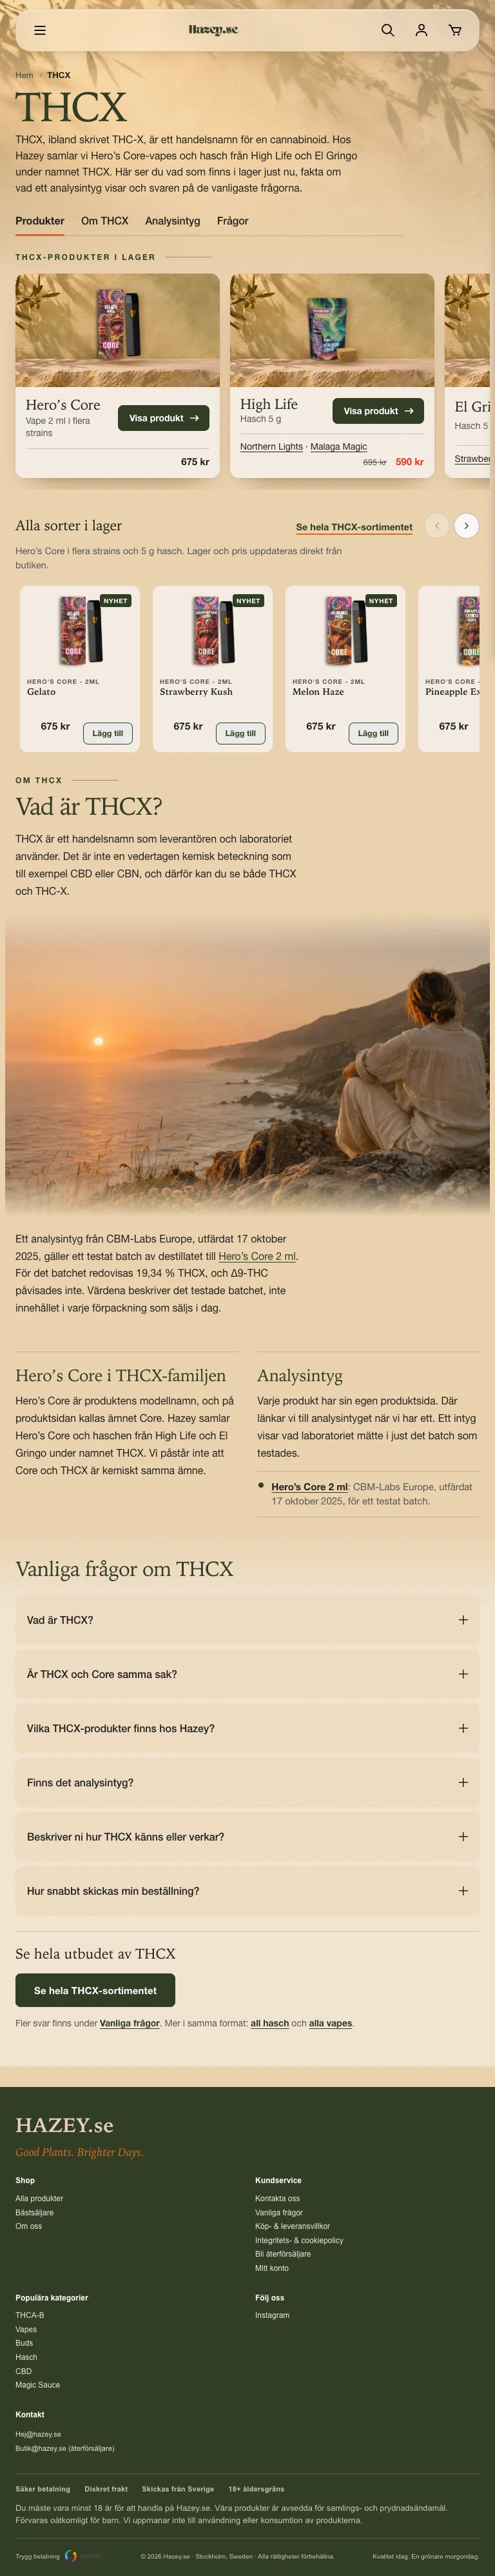 Hazey.se
Hem / THCX
THCX
THCX, ibland skrivet THC-X, är ett handelsnamn för en cannabinoid. Hos
Hazey samlar vi Hero's Core-vapes och hasch från High Life och El Gringo
under namnet THCX. Här ser du vad som finns i lager just nu, fakta om
vad ett analysintyg visar och svaren på de vanligaste frågorna.
Produkter Om THCX Analysintyg Frågor
THCX-PRODUKTER I LAGER
CORE
Hero's Core
Vape 2 ml i flera
strains
Visa produkt →
675 kr
High Life
Hasch 5 g
Visa produkt →
Northern Lights · Malaga Magic
695 kr 590 kr
El Gri
Hasch 5
Strawber
Alla sorter i lager
Se hela THCX-sortimentet
Hero's Core i flera strains och 5 g hasch. Lager och pris uppdateras direkt från
butiken.
NYHET
CORE
HERO'S CORE - 2ML
Gelato
675 kr
Lägg till
NYHET
CORE
HERO'S CORE - 2ML
Strawberry Kush
675 kr
Lägg till
NYHET
CORE
HERO'S CORE - 2ML
Melon Haze
675 kr
Lägg till
CORE
HERO'S CORE -
Pineapple Ex
675 kr
OM THCX
Vad är THCX?
THCX är ett handelsnamn som leverantören och laboratoriet
använder. Det är inte en vedertagen kemisk beteckning som
till exempel CBD eller CBN, och därför kan du se både THCX
och THC-X.
Ett analysintyg från CBM-Labs Europe, utfärdat 17 oktober
2025, gäller ett testat batch av destillatet till Hero's Core 2 ml.
För det batchet redovisas 19,34 % THCX, och Δ9-THC
påvisades inte. Värdena beskriver det testade batchet, inte
innehållet i varje förpackning som säljs i dag.
Hero's Core i THCX-familjen
Hero's Core är produktens modellnamn, och på
produktsidan kallas ämnet Core. Hazey samlar
Hero's Core och haschen från High Life och El
Gringo under namnet THCX. Vi påstår inte att
Core och THCX är kemiskt samma ämne.
Analysintyg
Varje produkt har sin egen produktsida. Där
länkar vi till analysintyget när vi har ett. Ett intyg
visar vad laboratoriet mätte i just det batch som
testades.
Hero's Core 2 ml: CBM-Labs Europe, utfärdat
17 oktober 2025, för ett testat batch.
Vanliga frågor om THCX
Vad är THCX?
Är THCX och Core samma sak?
Vilka THCX-produkter finns hos Hazey?
Finns det analysintyg?
Beskriver ni hur THCX känns eller verkar?
Hur snabbt skickas min beställning?
Se hela utbudet av THCX
Se hela THCX-sortimentet
Fler svar finns under Vanliga frågor. Mer i samma format: all hasch och alla vapes.
HAZEY.se
Good Plants. Brighter Days.
Shop
Alla produkter
Bästsäljare
Om oss
Kundservice
Kontakta oss
Vanliga frågor
Köp- & leveransvillkor
Integritets- & cookiepolicy
Bli återförsäljare
Mitt konto
Populära kategorier
THCA-B
Vapes
Buds
Hasch
CBD
Magic Sauce
Följ oss
Instagram
Kontakt
Hej@hazey.se
Butik@hazey.se (återförsäljare)
Säker betalning Diskret frakt Skickas från Sverige 18+ åldersgräns
Du måste vara minst 18 år för att handla på Hazey.se. Våra produkter är avsedda för samlings- och prydnadsändamål.
Förvaras oåtkomligt för barn. Vi uppmanar inte till användning eller konsumtion av produkterna.
Trygg betalning
© 2026 Hazey.se · Stockholm, Sweden · Alla rättigheter förbehållna.
Kvalitet idag. En grönare morgondag.